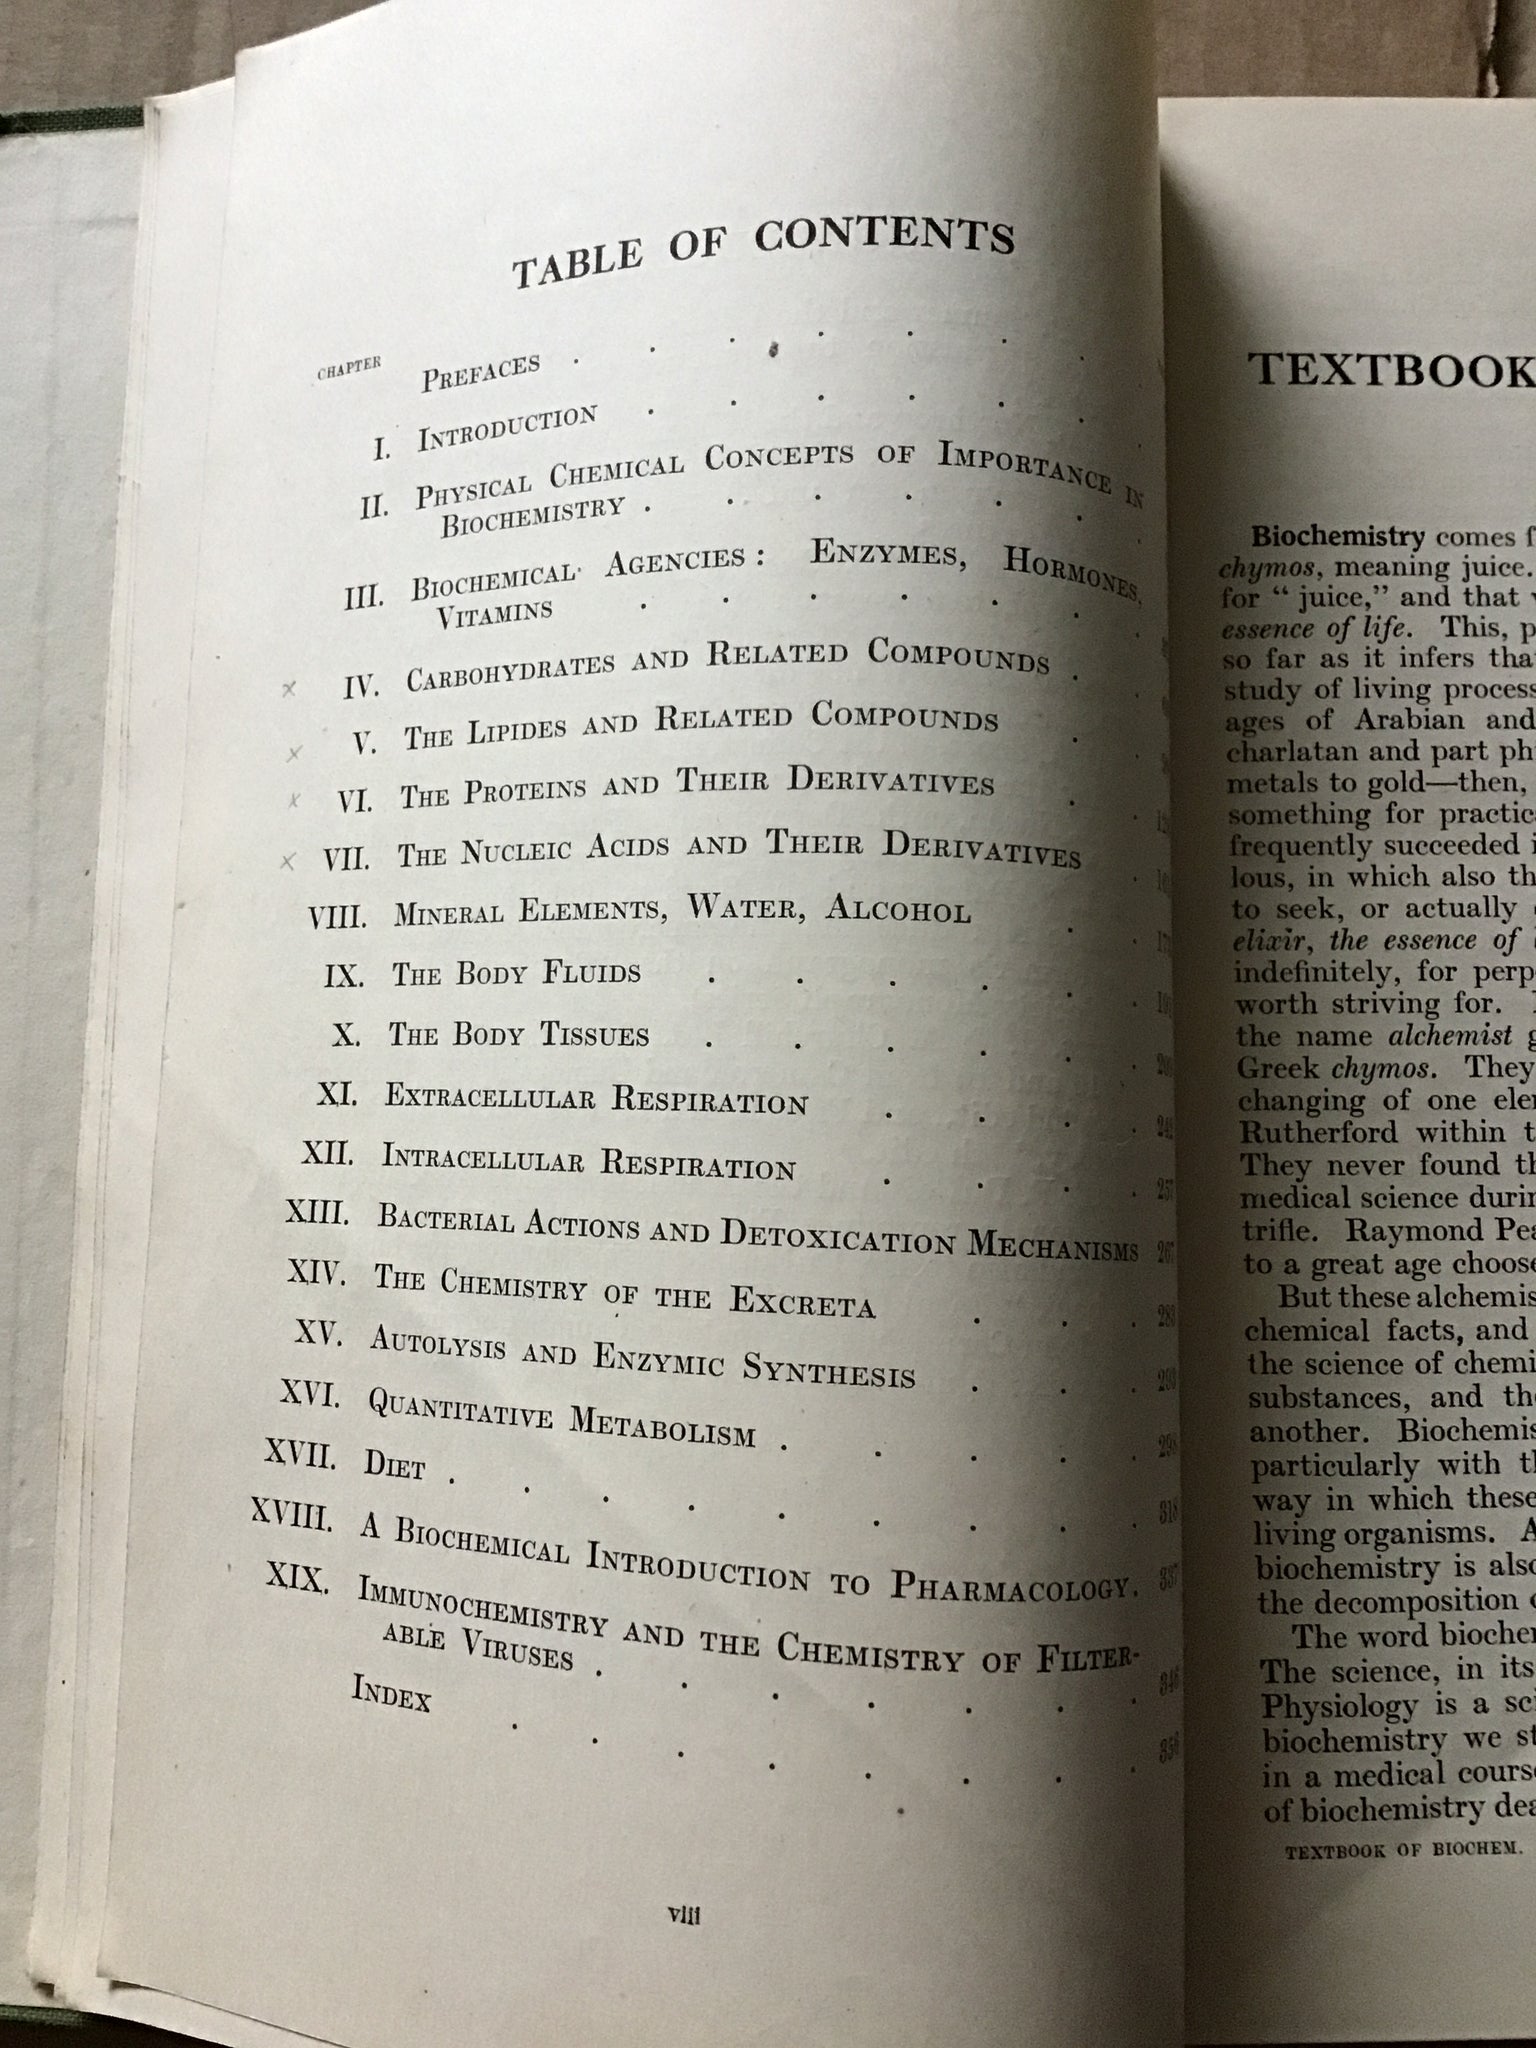 TABLE OF CONTENTS
CHAPTER
PREFACES
I. INTRODUCTION
II. PHYSICAL CHEMICAL CONCEPTS OF IMPORTANCE IN
BIOCHEMISTRY
III. BIOCHEMICAL AGENCIES: ENZYMES, HORMONES,
VITAMINS
× IV. CARBOHYDRATES AND RELATED COMPOUNDS
× V. THE LIPIDES AND RELATED COMPOUNDS
× VI. THE PROTEINS AND THEIR DERIVATIVES
× VII. THE NUCLEIC ACIDS AND THEIR DERIVATIVES
VIII. MINERAL ELEMENTS, WATER, ALCOHOL
IX. THE BODY FLUIDS
X. THE BODY TISSUES
XI. EXTRACELLULAR RESPIRATION
XII. INTRACELLULAR RESPIRATION 257
XIII. BACTERIAL ACTIONS AND DETOXICATION MECHANISMS 267
XIV. THE CHEMISTRY OF THE EXCRETA
XV. AUTOLYSIS AND ENZYMIC SYNTHESIS
XVI. QUANTITATIVE METABOLISM
XVII. DIET
XVIII. A BIOCHEMICAL INTRODUCTION TO PHARMACOLOGY. 337
XIX. IMMUNOCHEMISTRY AND THE CHEMISTRY OF FILTER-
ABLE VIRUSES
INDEX
viii
TEXTBOOK
Biochemistry comes
chymos, meaning juice.
for " juice," and that
essence of life. This,
so far as it infers
study of living
ages of Arabian and
charlatan and part
metals to gold—then,
something for
frequently succeeded
lous, in which also
to seek, or actually
elixir, the essence of
indefinitely, for
worth striving for.
the name alchemist
Greek chymos. They
changing of one
Rutherford within
They never found
medical science
trifle. Raymond
to a great age
But these
chemical facts, and
the science of
substances, and
another.
particularly with
way in which these
living organisms.
biochemistry is
the decomposition
The word
The science, in its
Physiology is a
biochemistry we
in a medical
of biochemistry
TEXTBOOK OF BIOCHEM.